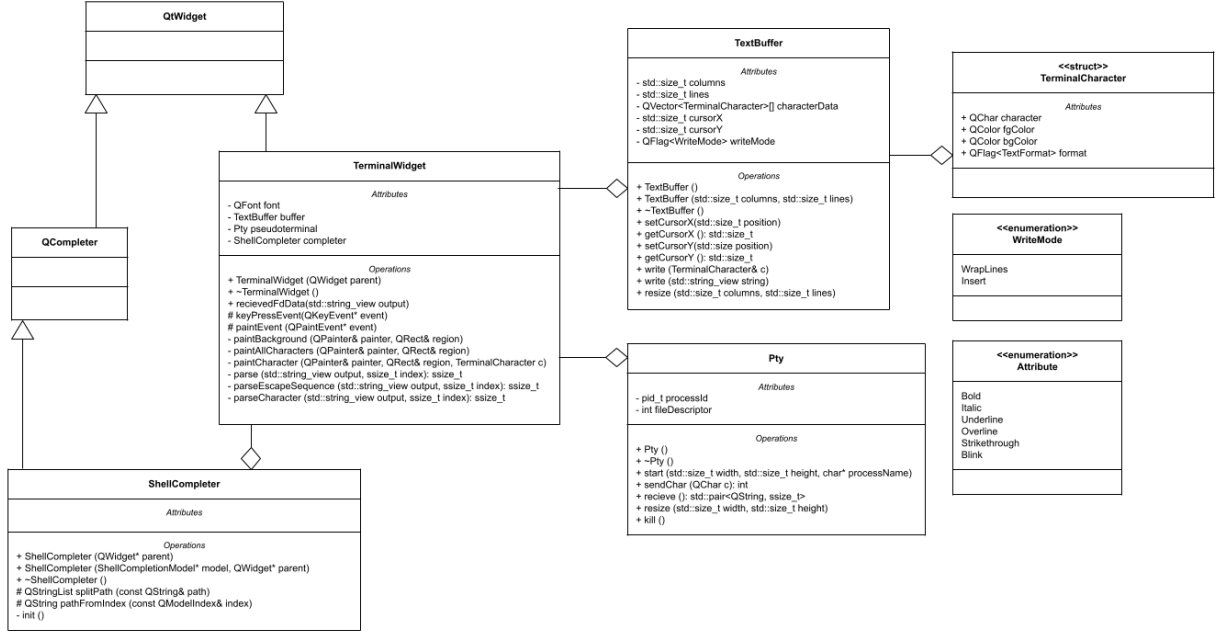 QtWidget
QCompleter
TerminalWidget
Attributes
- QFont font
- TextBuffer buffer
- Pty pseudoterminal
- ShellCompleter completer
Operations
+ TerminalWidget (QWidget parent)
+ ~TerminalWidget ()
+ recievedFdData(std::string_view output)
# keyPressEvent(QKeyEvent* event)
# paintEvent (QPaintEvent* event)
- paintBackground (QPainter& painter, QRect& region)
- paintAllCharacters (QPainter& painter, QRect& region)
- paintCharacter (QPainter& painter, QRect& region, TerminalCharacter c)
- parse (std::string_view output, ssize_t index): ssize_t
- parseEscapeSequence (std::string_view output, ssize_t index): ssize_t
- parseCharacter (std::string_view output, ssize_t index): ssize_t
ShellCompleter
Attributes
Operations
+ ShellCompleter (QWidget* parent)
+ ShellCompleter (ShellCompletionModel* model, QWidget* parent)
+ ~ShellCompleter ()
# QStringList splitPath (const QString& path)
# QString pathFromIndex (const QModelIndex& index)
- init ()
TextBuffer
Attributes
- std::size_t columns
- std::size_t lines
- QVector<TerminalCharacter>[] characterData
- std::size_t cursorX
- std::size_t cursorY
- QFlag<WriteMode> writeMode
Operations
+ TextBuffer ()
+ TextBuffer (std::size_t columns, std::size_t lines)
+ ~TextBuffer ()
+ setCursorX(std::size_t position)
+ getCursorX (): std::size_t
+ setCursorY(std::size position)
+ getCursorY (): std::size_t
+ write (TerminalCharacter& c)
+ write (std::string_view string)
+ resize (std::size_t columns, std::size_t lines)
Pty
Attributes
- pid_t processId
- int fileDescriptor
Operations
+ Pty ()
+ ~Pty ()
+ start (std::size_t width, std::size_t height, char* processName)
+ sendChar (QChar c): int
+ recieve (): std::pair<QString, ssize_t>
+ resize (std::size_t width, std::size_t height)
+ kill ()
<<struct>>
TerminalCharacter
Attributes
+ QChar character
+ QColor fgColor
+ QColor bgColor
+ QFlag<TextFormat> format
<<enumeration>>
WriteMode
WrapLines
Insert
<<enumeration>>
Attribute
Bold
Italic
Underline
Overline
Strikethrough
Blink